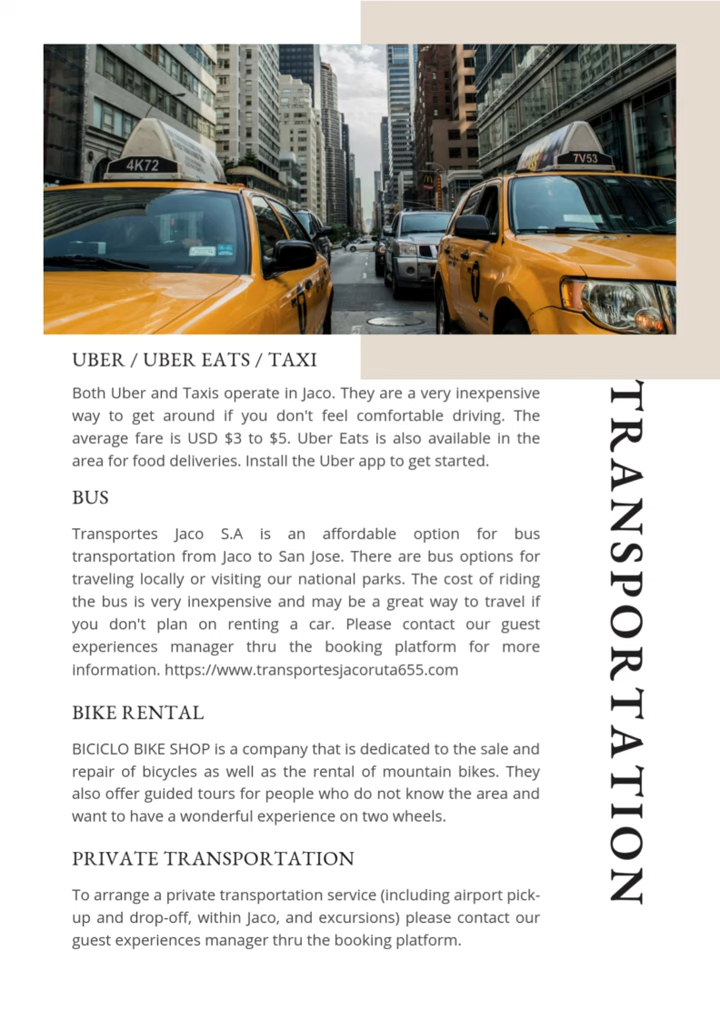 4K72
7V53
UBER / UBER EATS / TAXI
Both Uber and Taxis operate in Jaco. They are a very inexpensive
way to get around if you don't feel comfortable driving. The
average fare is USD $3 to $5. Uber Eats is also available in the
area for food deliveries. Install the Uber app to get started.
BUS
Transportes Jaco S.A is an affordable option for bus
transportation from Jaco to San Jose. There are bus options for
traveling locally or visiting our national parks. The cost of riding
the bus is very inexpensive and may be a great way to travel if
you don't plan on renting a car. Please contact our guest
experiences manager thru the booking platform for more
information. https://www.transportesjacoruta655.com
BIKE RENTAL
BICICLO BIKE SHOP is a company that is dedicated to the sale and
repair of bicycles as well as the rental of mountain bikes. They
also offer guided tours for people who do not know the area and
want to have a wonderful experience on two wheels.
PRIVATE TRANSPORTATION
To arrange a private transportation service (including airport pick-
up and drop-off, within Jaco, and excursions) please contact our
guest experiences manager thru the booking platform.
TRANSPORTATION